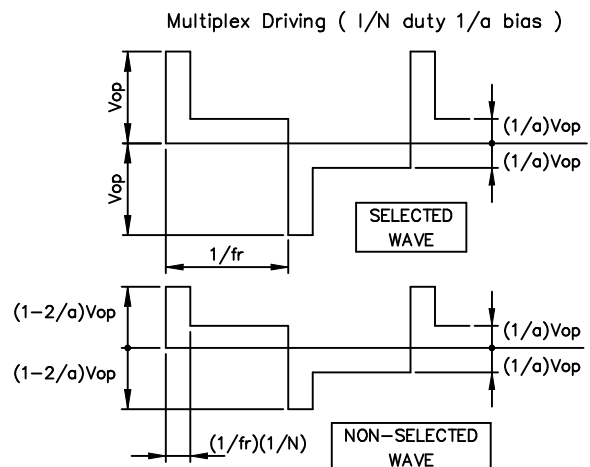 Multiplex Driving ( I/N duty 1/a bias )
Vop
(1/a)Vop
(1/a)Vop
Vop
SELECTED
WAVE
1/fr
(1-2/a)Vop
(1/a)Vop
(1-2/a)Vop
(1/a)Vop
(1/fr)(1/N)
NON-SELECTED
WAVE